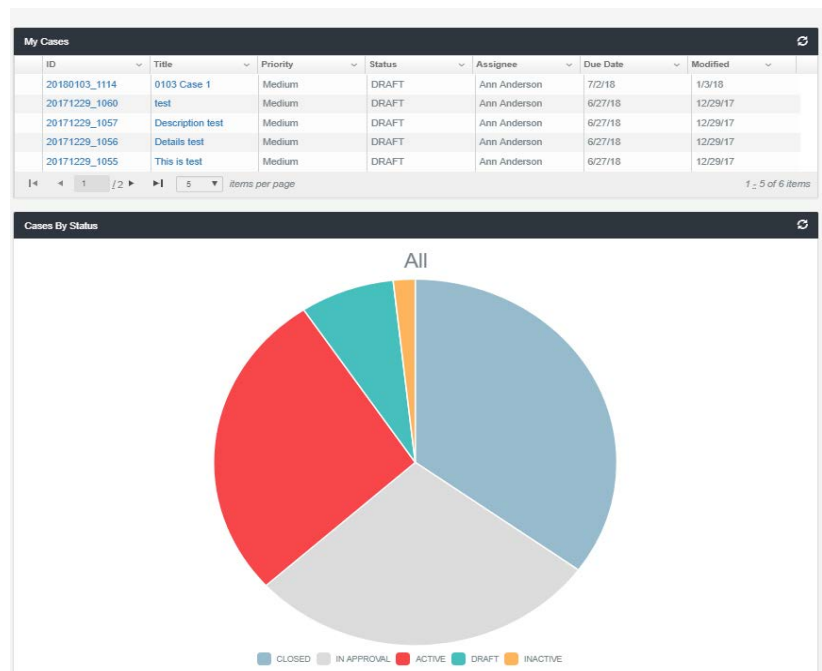 My Cases
ID Title Priority Status Assignee Due Date Modified
20180103_1114 0103 Case 1 Medium DRAFT Ann Anderson 7/2/18 1/3/18
20171229_1060 test Medium DRAFT Ann Anderson 6/27/18 12/29/17
20171229_1057 Description test Medium DRAFT Ann Anderson 6/27/18 12/29/17
20171229_1056 Details test Medium DRAFT Ann Anderson 6/27/18 12/29/17
20171229_1055 This is test Medium DRAFT Ann Anderson 6/27/18 12/29/17
1 / 2 5 items per page 1 - 5 of 6 items
Cases By Status
All
CLOSED IN APPROVAL ACTIVE DRAFT INACTIVE